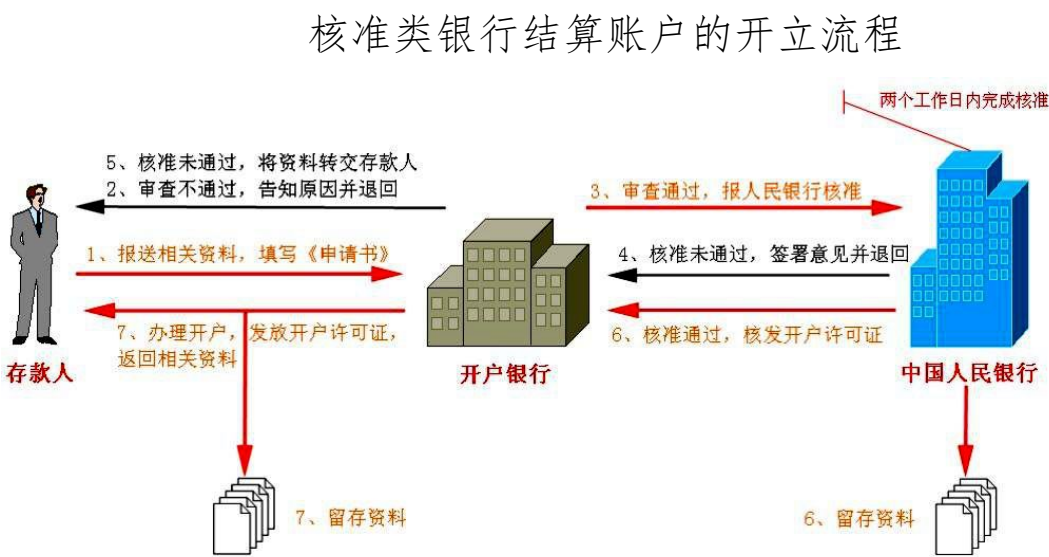 核准类银行结算账户的开立流程
两个工作日内完成核准
5、核准未通过，将资料转交存款人
2、审查不通过，告知原因并退回
3、审查通过，报人民银行核准
1、报送相关资料，填写《申请书》
4、核准未通过，签署意见并退回
7、办理开户，发放开户许可证，
返回相关资料
6、核准通过，核发开户许可证
存款人
开户银行
中国人民银行
7、留存资料
6、留存资料